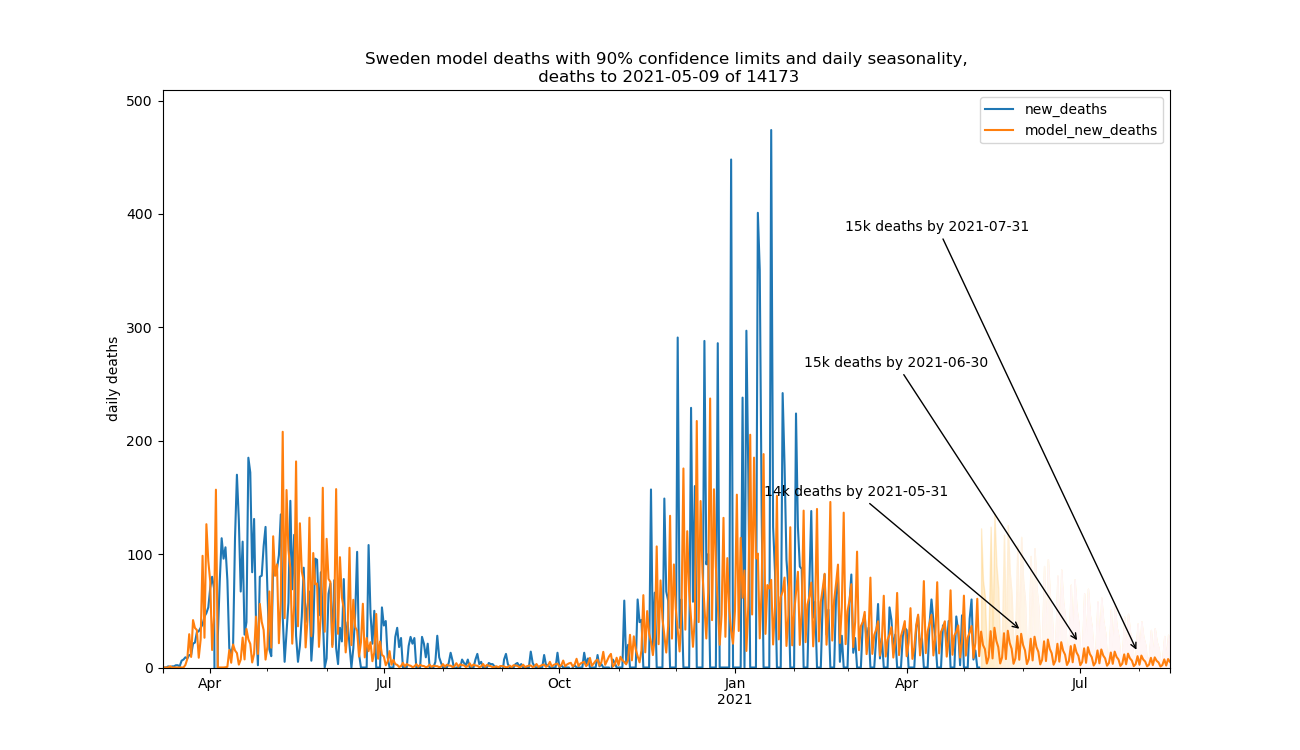 Sweden model deaths with 90% confidence limits and daily seasonality,
deaths to 2021-05-09 of 14173
500
new_deaths
model_new_deaths
400
15k deaths by 2021-07-31
300
15k deaths by 2021-06-30
daily deaths
200
14k deaths by 2021-05-31
100
0
Apr Jul Oct Jan Apr Jul
2021